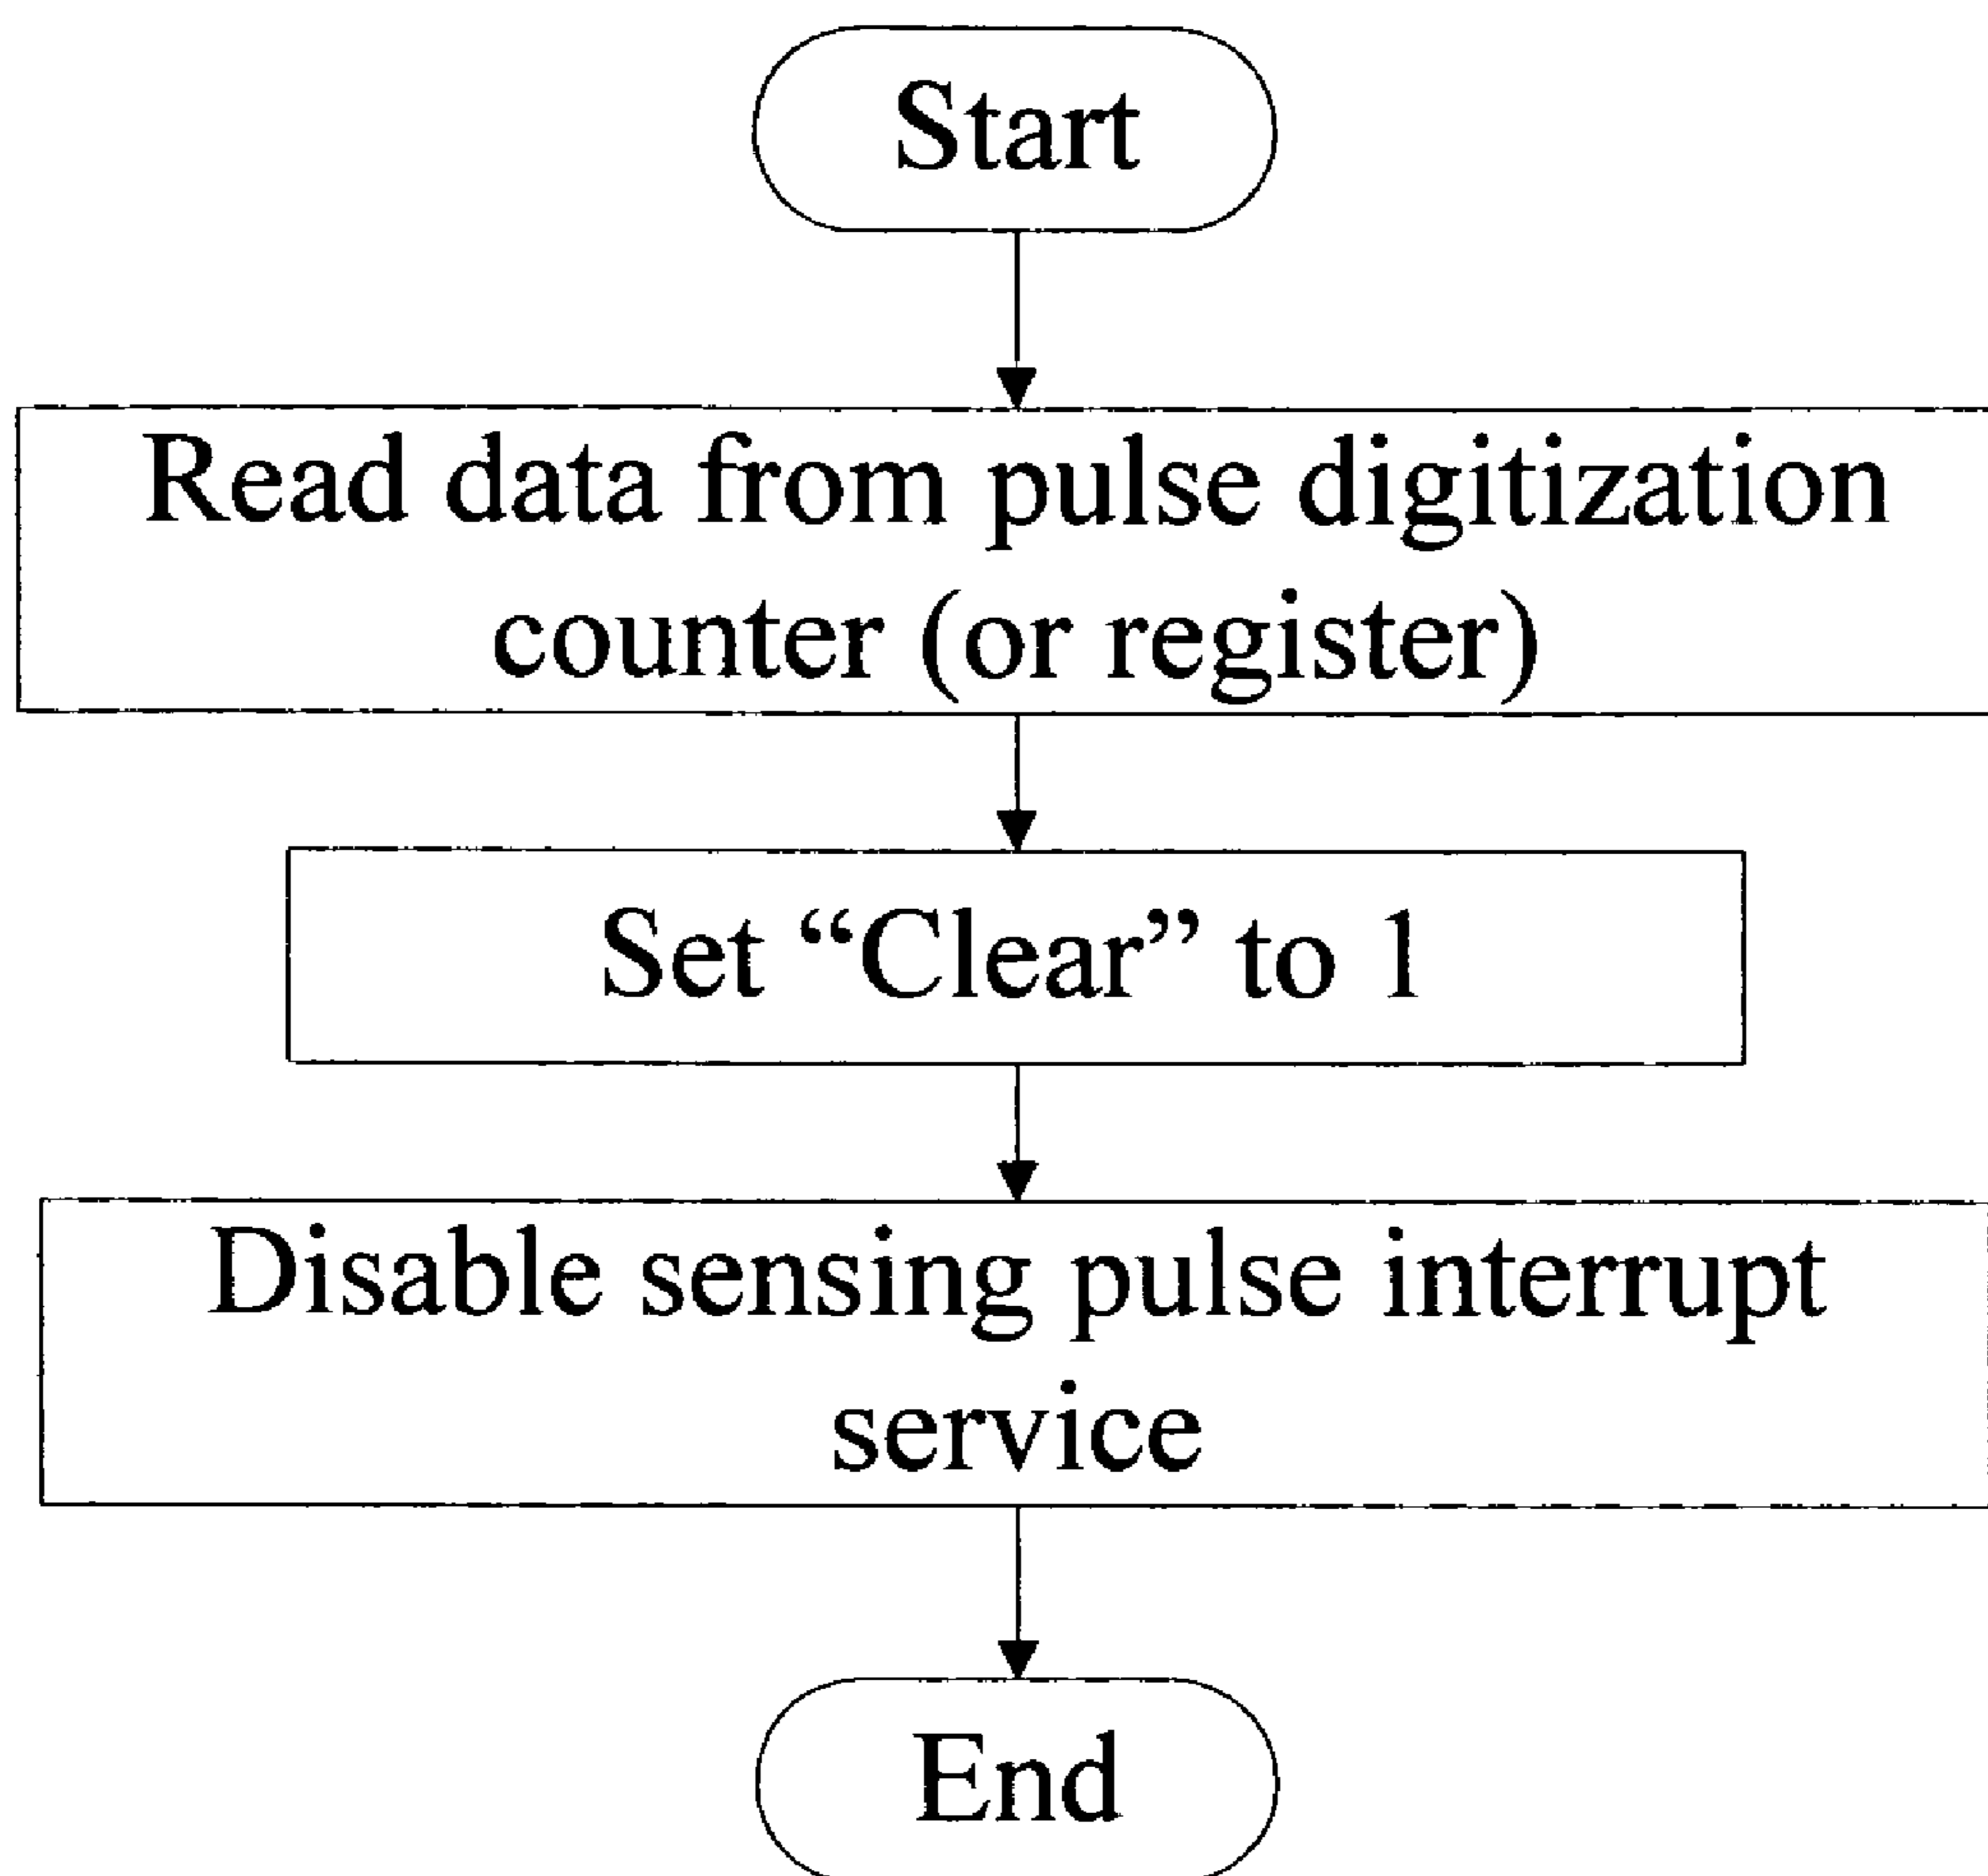 Start
Read data from pulse digitization
counter (or register)
Set “Clear” to 1
Disable sensing pulse interrupt
service
End